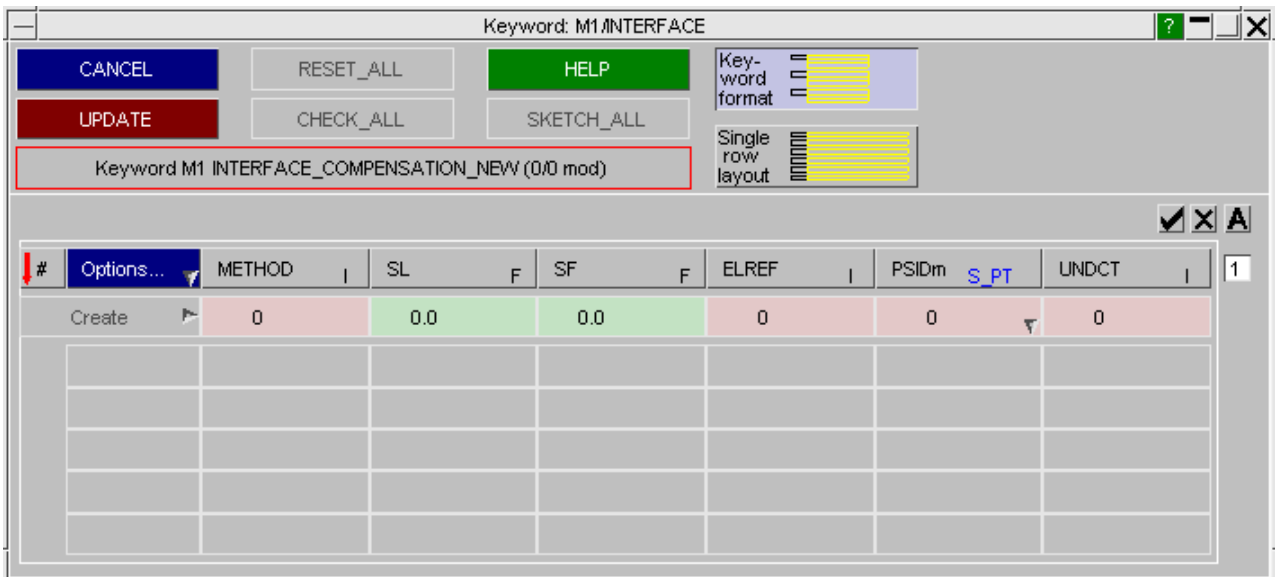 Keyword: M1/INTERFACE
?
CANCEL RESET_ALL HELP
Key-
word
format
UPDATE CHECK_ALL SKETCH_ALL
Single
row
layout
Keyword M1 INTERFACE_COMPENSATION_NEW (0/0 mod)
A
# Options... METHOD I SL F SF F ELREF I PSIDm S_PT UNDCT I 1
Create 0 0.0 0.0 0 0 0